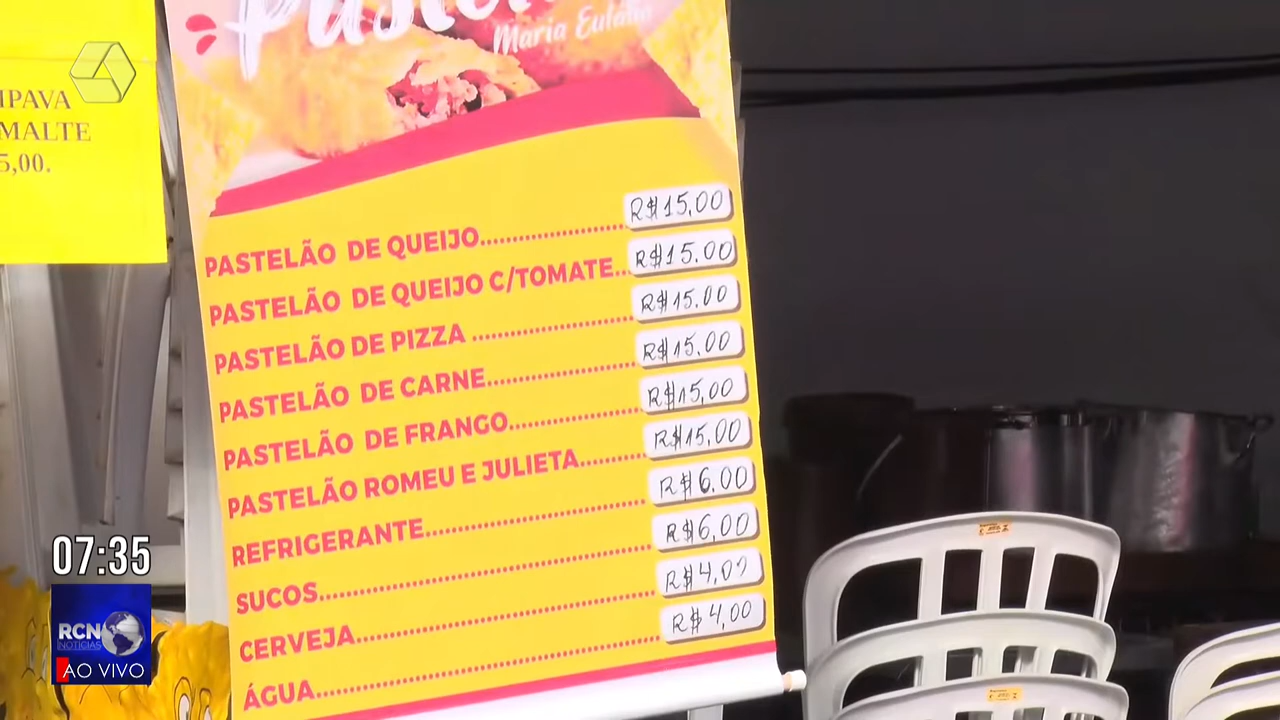 MALTE
5,00.
Maria Eulália
PASTELÃO DE QUEIJO.................... R$15,00
PASTELÃO DE QUEIJO C/TOMATE.. R$15.00
PASTELÃO DE PIZZA ........................ R$15.00
PASTELÃO DE CARNE...................... R$15.00
PASTELÃO DE FRANGO................... R$15,00
PASTELÃO ROMEU E JULIETA.......... R$15,00
REFRIGERANTE................................ R$6.00
SUCOS............................................... R$6,00
CERVEJA........................................... R$4,00
ÁGUA................................................. R$4,00
07:35
RCN
NOTÍCIAS
AO VIVO